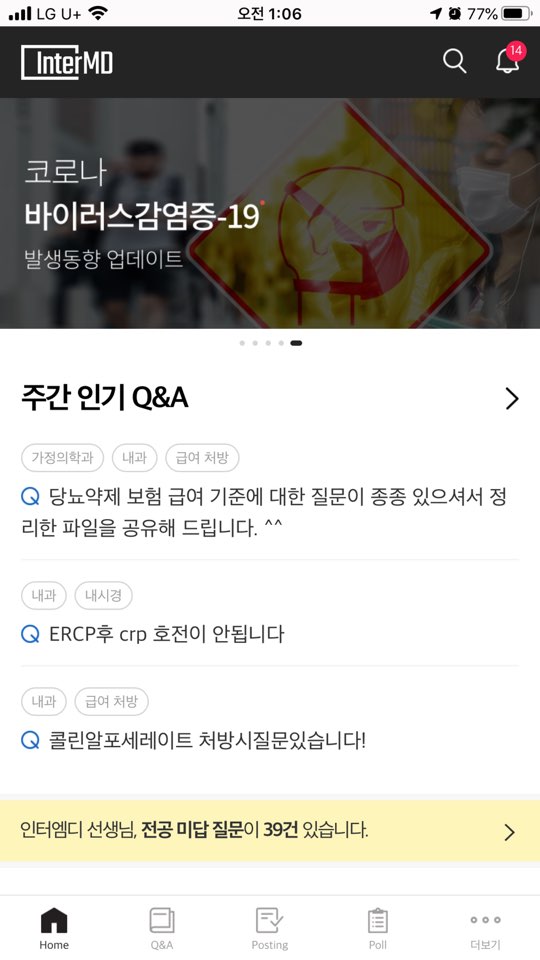 LG U+ 오전 1:06 77%
InterMD 14
코로나
바이러스감염증-19
발생동향 업데이트
주간 인기 Q&A
가정의학과 내과 급여 처방
Q 당뇨약제 보험 급여 기준에 대한 질문이 종종 있으셔서 정
리한 파일을 공유해 드립니다. ^^
내과 내시경
Q ERCP후 crp 호전이 안됩니다
내과 급여 처방
Q 콜린알포세레이트 처방시질문있습니다!
인터엠디 선생님, 전공 미답 질문이 39건 있습니다.
Home Q&A Posting Poll 더보기